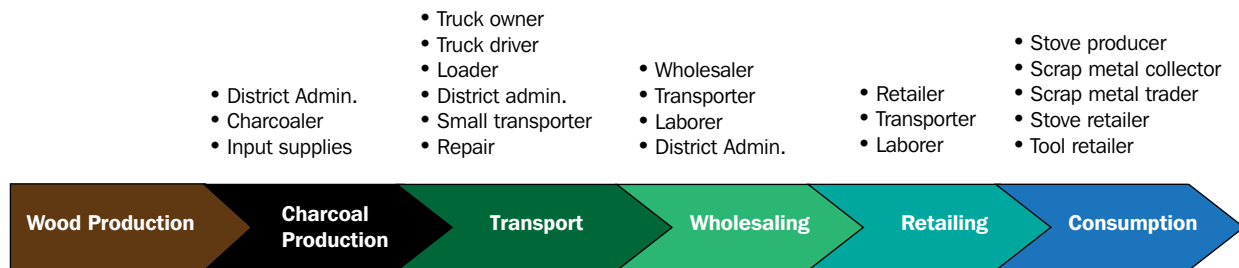 • District Admin.
• Charcoaler
• Input supplies
• Truck owner
• Truck driver
• Loader
• District admin.
• Small transporter
• Repair
• Wholesaler
• Transporter
• Laborer
• District Admin.
• Retailer
• Transporter
• Laborer
• Stove producer
• Scrap metal collector
• Scrap metal trader
• Stove retailer
• Tool retailer
Wood Production
Charcoal
Production
Transport
Wholesaling
Retailing
Consumption